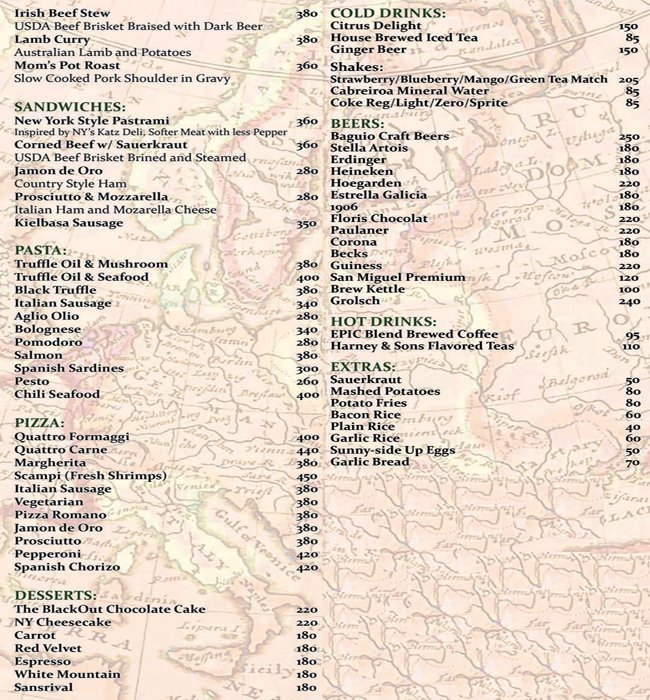 Irish Beef Stew 380
USDA Beef Brisket Braised with Dark Beer
Lamb Curry 380
Australian Lamb and Potatoes
Mom's Pot Roast 360
Slow Cooked Pork Shoulder in Gravy
SANDWICHES:
New York Style Pastrami 360
Inspired by NY's Katz Deli, Softer Meat with less Pepper
Corned Beef w/ Sauerkraut 360
USDA Beef Brisket Brined and Steamed
Jamon de Oro 280
Country Style Ham
Prosciutto & Mozzarella 280
Italian Ham and Mozarella Cheese
Kielbasa Sausage 350
PASTA:
Truffle Oil & Mushroom 380
Truffle Oil & Seafood 400
Black Truffle 380
Italian Sausage 340
Aglio Olio 280
Bolognese 340
Pomodoro 280
Salmon 380
Spanish Sardines 300
Pesto 260
Chili Seafood 400
PIZZA:
Quattro Formaggi 400
Quattro Carne 440
Margherita 380
Scampi (Fresh Shrimps) 450
Italian Sausage 380
Vegetarian 380
Pizza Romano 380
Jamon de Oro 380
Prosciutto 380
Pepperoni 420
Spanish Chorizo 420
DESSERTS:
The BlackOut Chocolate Cake 220
NY Cheesecake 220
Carrot 180
Red Velvet 180
Espresso 180
White Mountain 180
Sansrival 180
COLD DRINKS:
Citrus Delight 150
House Brewed Iced Tea 85
Ginger Beer 150
Shakes:
Strawberry/Blueberry/Mango/Green Tea Match 205
Cabreiroa Mineral Water 85
Coke Reg/Light/Zero/Sprite 85
BEERS:
Baguio Craft Beers 250
Stella Artois 180
Erdinger 180
Heineken 180
Hoegarden 220
Estrella Galicia 180
1906 180
Floris Chocolat 220
Paulaner 220
Corona 180
Becks 180
Guiness 220
San Miguel Premium 120
Brew Kettle 100
Grolsch 240
HOT DRINKS:
EPIC Blend Brewed Coffee 95
Harney & Sons Flavored Teas 110
EXTRAS:
Sauerkraut 50
Mashed Potatoes 80
Potato Fries 80
Bacon Rice 60
Plain Rice 40
Garlic Rice 60
Sunny-side Up Eggs 50
Garlic Bread 70